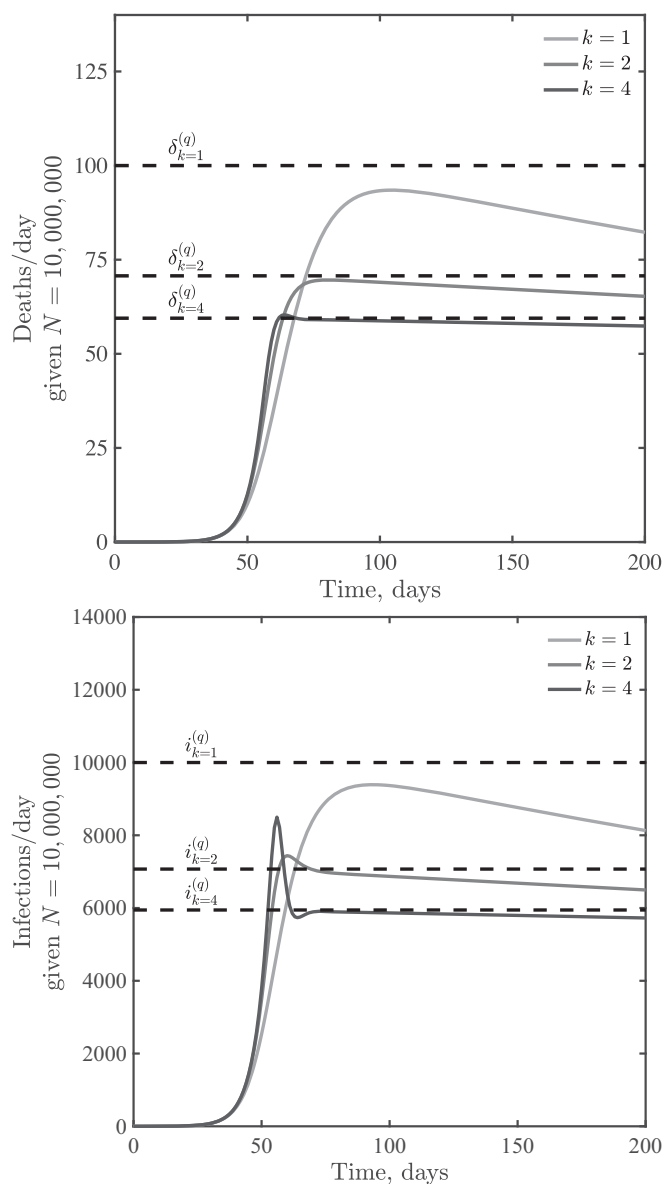 125
100
75
50
25
0
Deaths/day
given N = 10,000,000
k = 1
k = 2
k = 4
δ_{k=1}^{(q)}
δ_{k=2}^{(q)}
δ_{k=4}^{(q)}
0 50 100 150 200
Time, days
14000
12000
10000
8000
6000
4000
2000
0
Infections/day
given N = 10,000,000
k = 1
k = 2
k = 4
i_{k=1}^{(q)}
i_{k=2}^{(q)}
i_{k=4}^{(q)}
0 50 100 150 200
Time, days